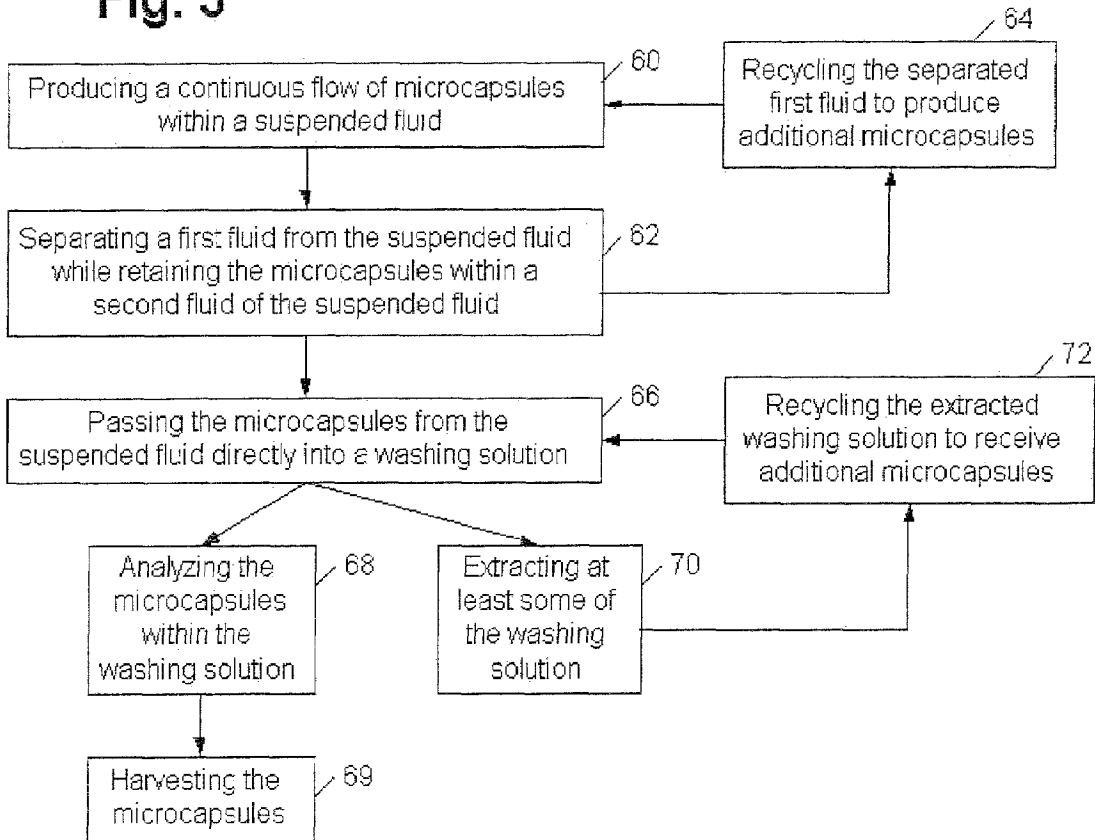 Fig. 3
64
60
Recycling the separated
first fluid to produce
additional microcapsules
Producing a continuous flow of microcapsules
within a suspended fluid
Separating a first fluid from the suspended fluid
while retaining the microcapsules within a
second fluid of the suspended fluid
62
72
66
Passing the microcapsules from the
suspended fluid directly into a washing solution
Recycling the extracted
washing solution to receive
additional microcapsules
Analyzing the
microcapsules
within the
washing solution
68
Extracting at
least some of
the washing
solution
70
Harvesting the
microcapsules
69